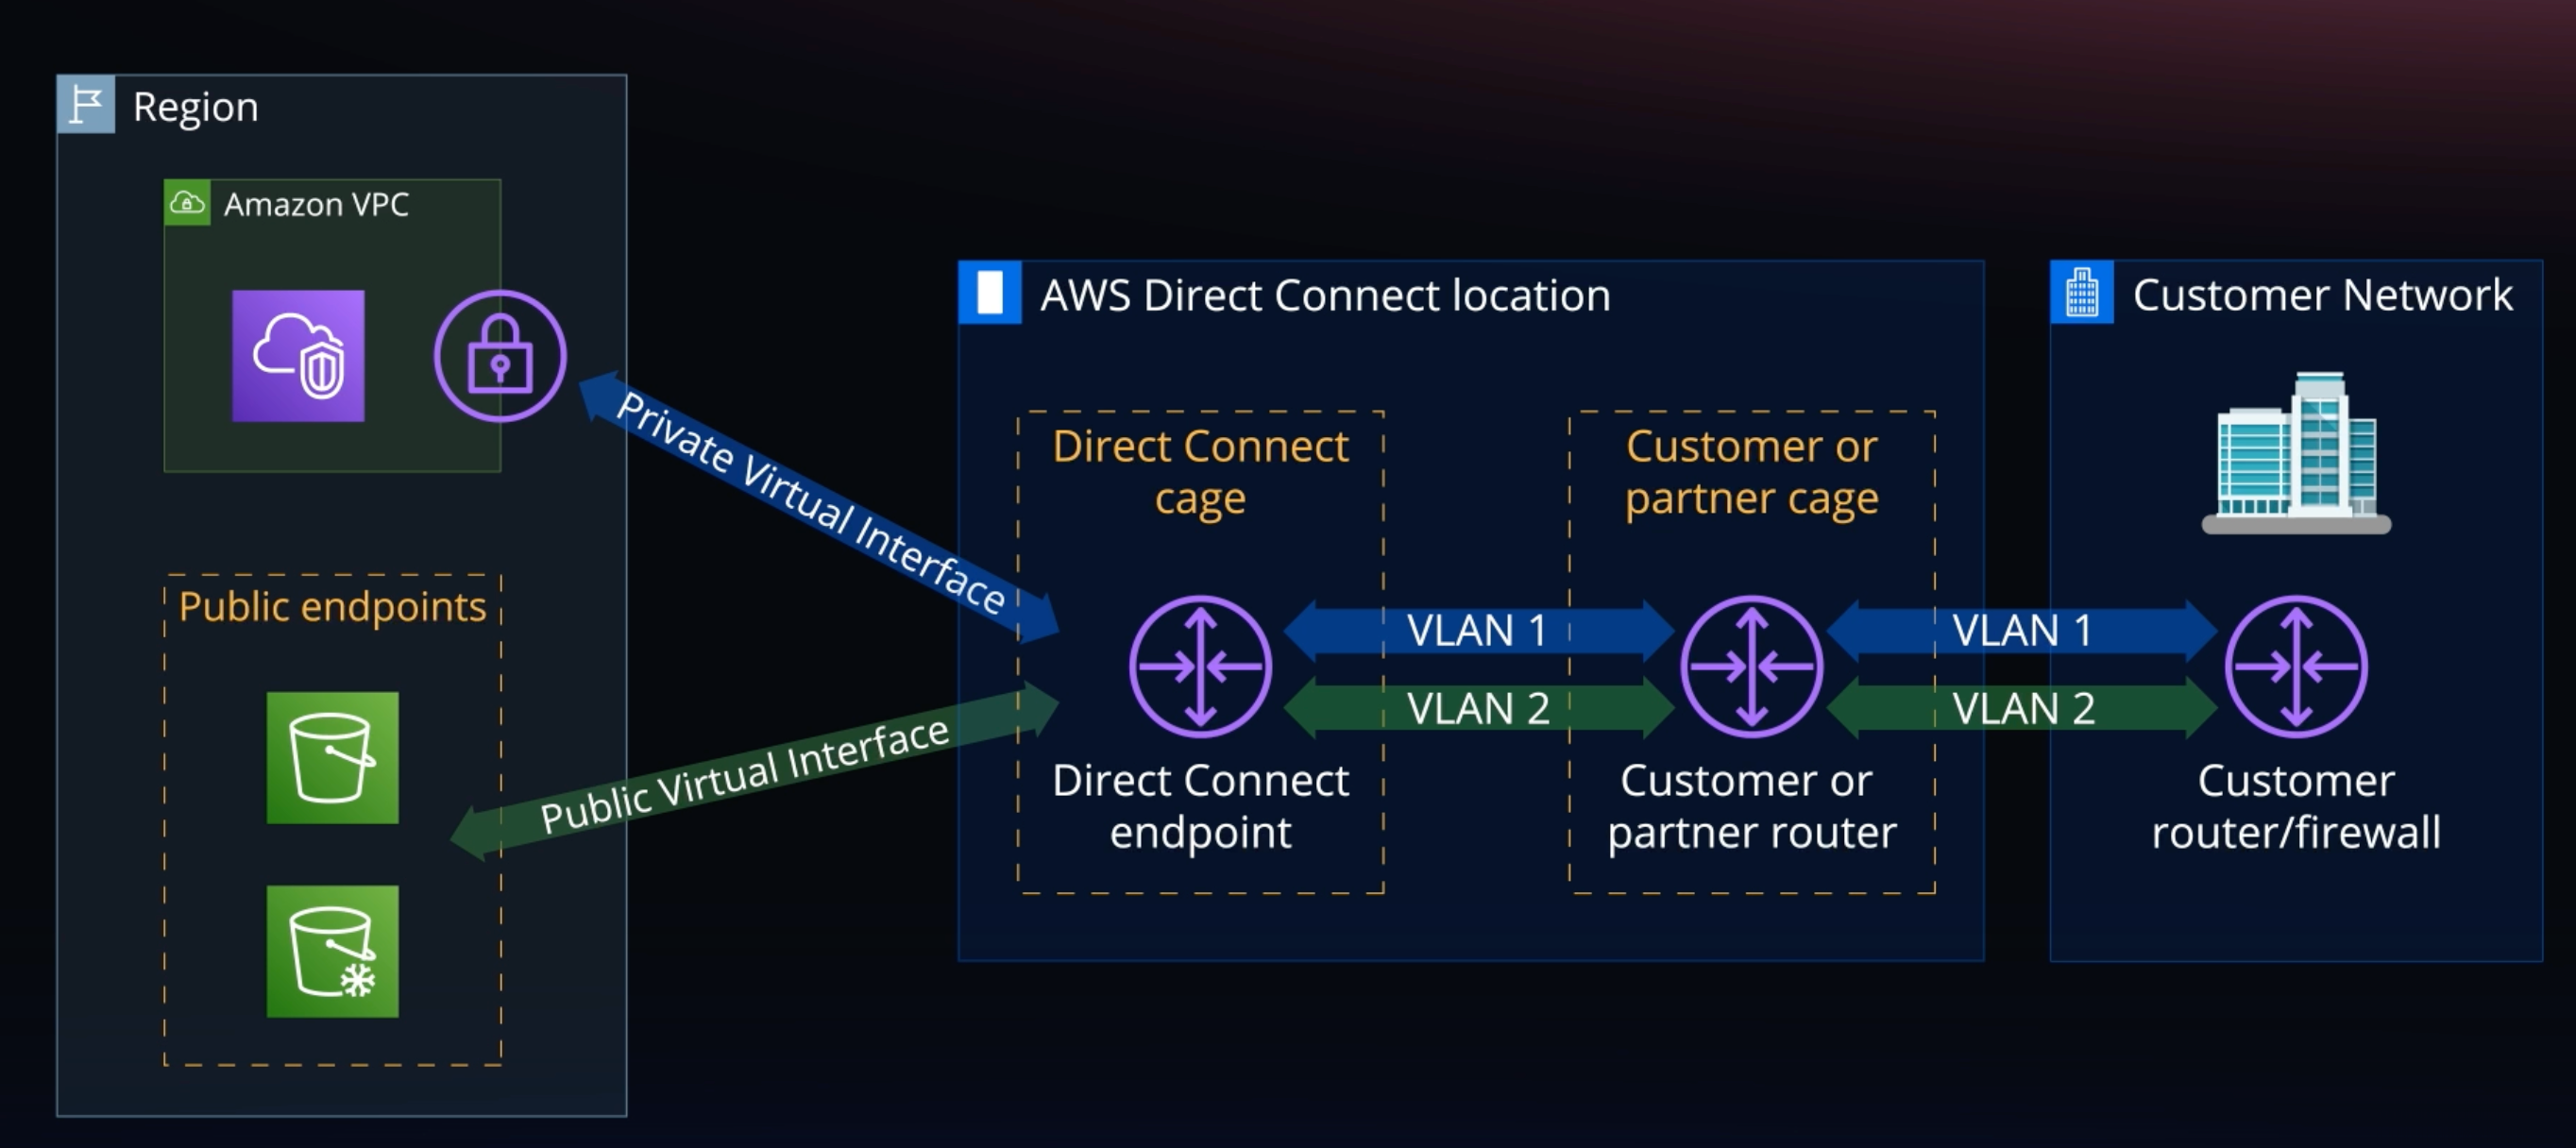 Region
Amazon VPC
Private Virtual Interface
Public endpoints
Public Virtual Interface
AWS Direct Connect location
Direct Connect
cage
Direct Connect
endpoint
VLAN 1
VLAN 2
Customer or
partner cage
Customer or
partner router
VLAN 1
VLAN 2
Customer Network
Customer
router/firewall